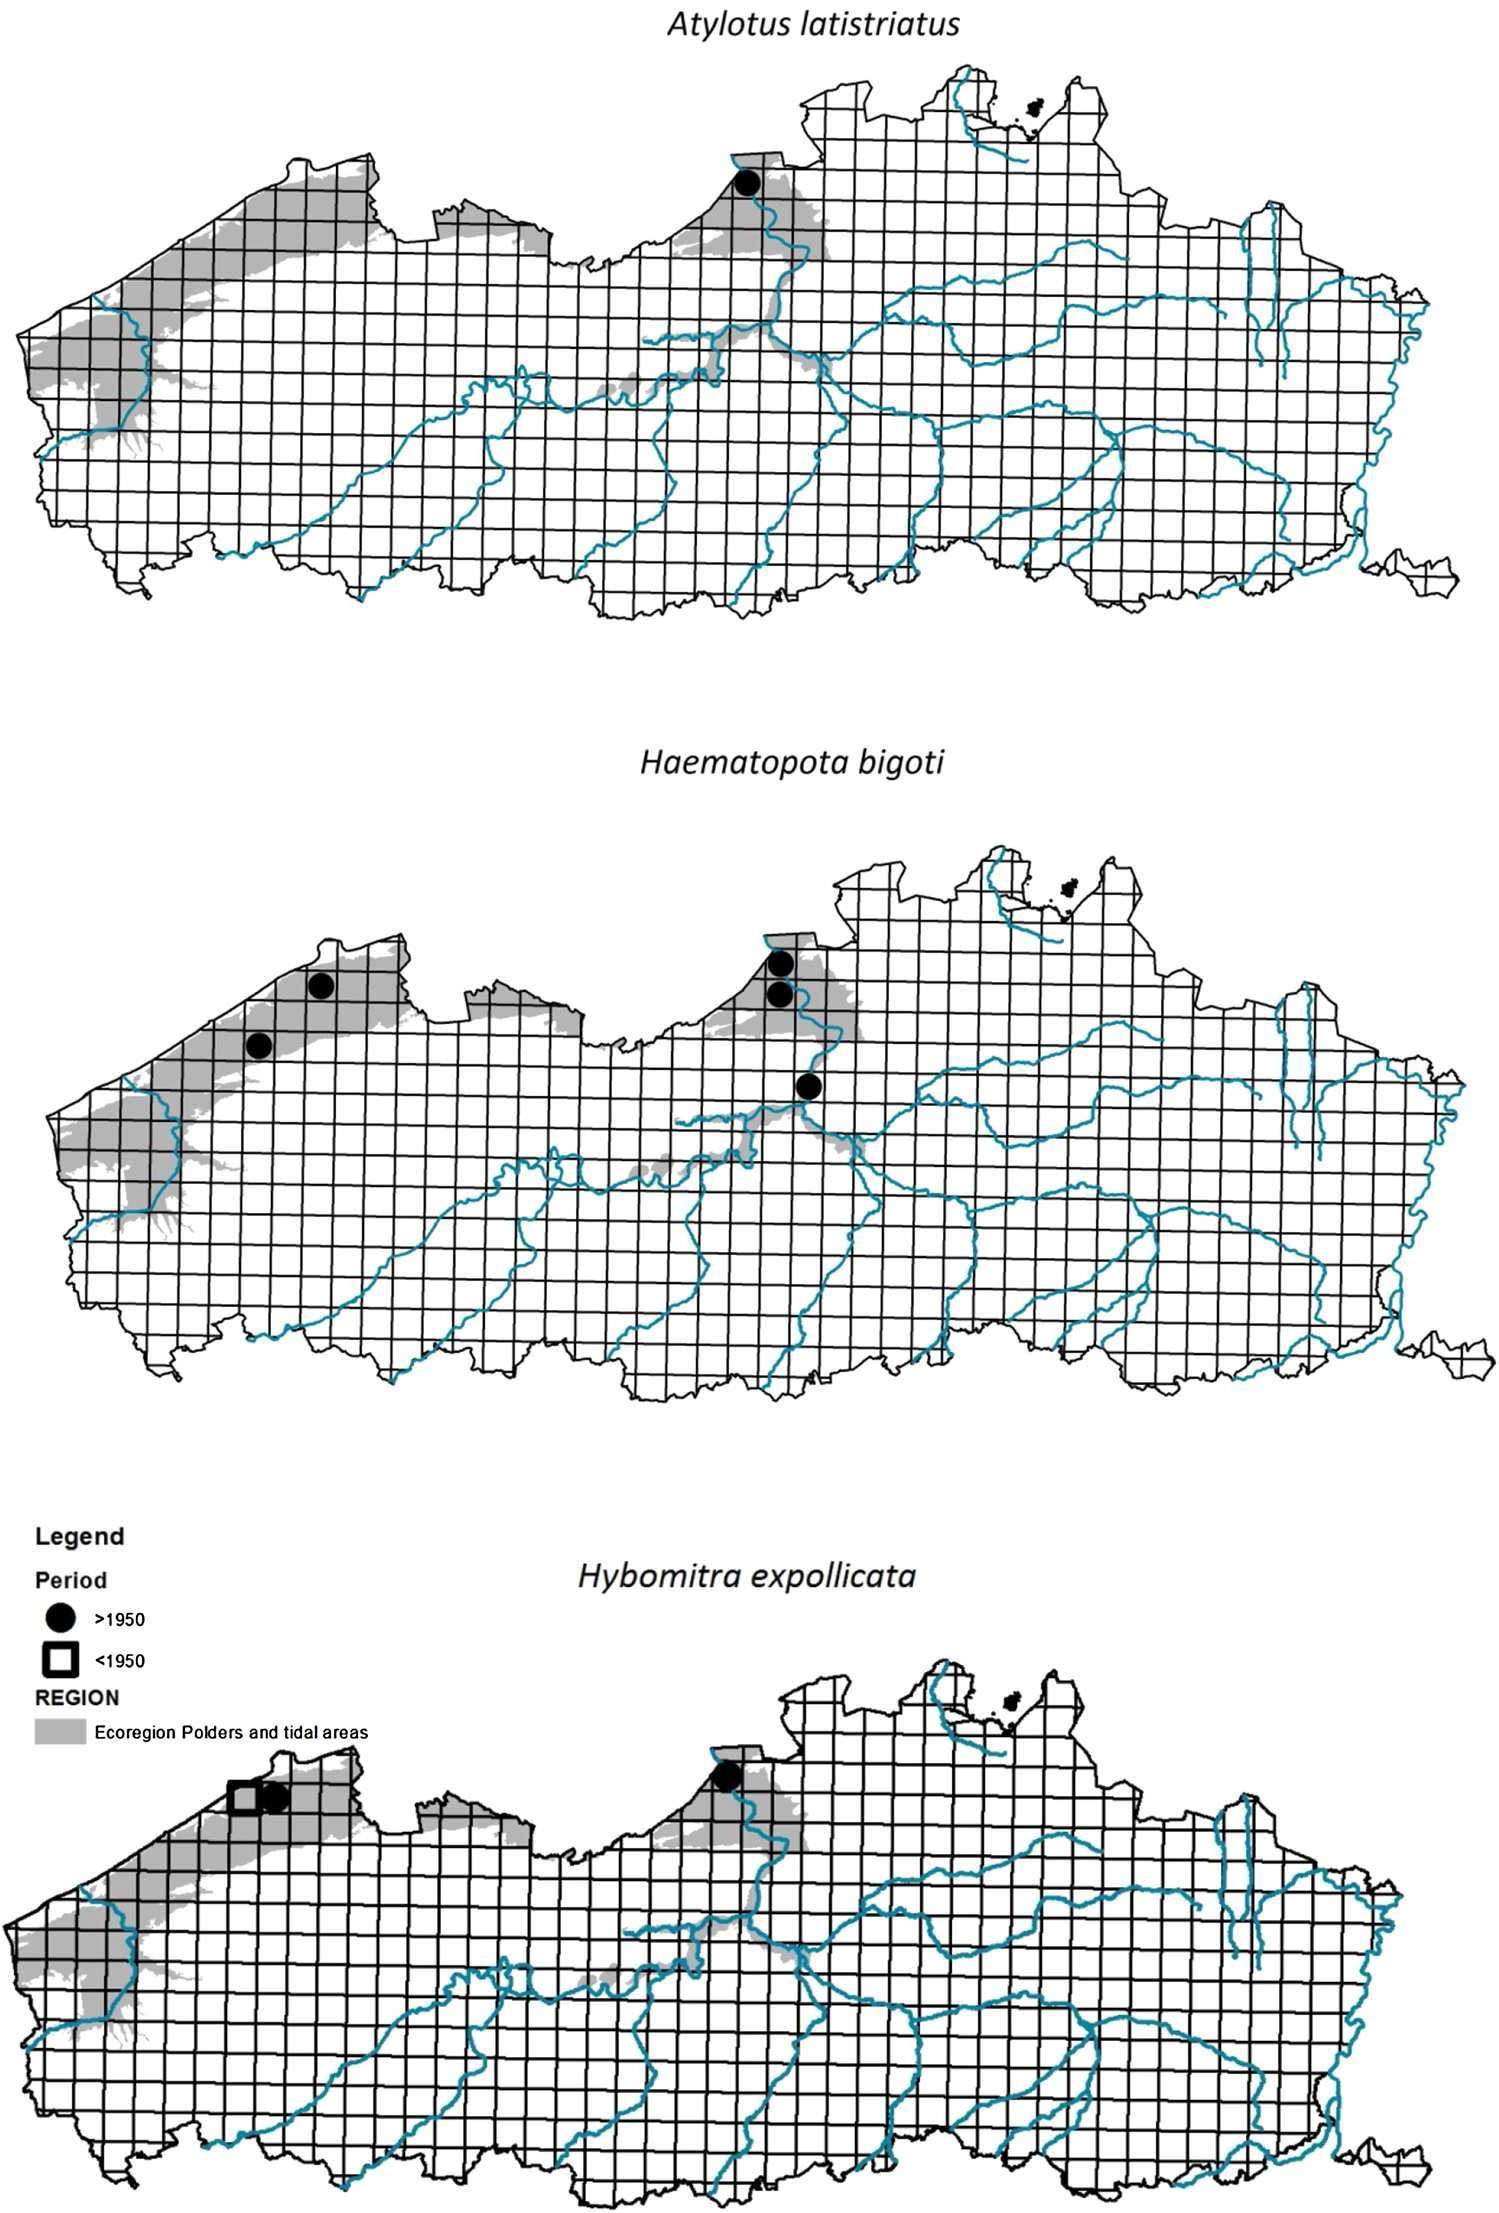 Atylotus latistriatus
Haematopota bigoti
Legend
Period
>1950
<1950
REGION
Ecoregion Polders and tidal areas
Hybomitra expollicata